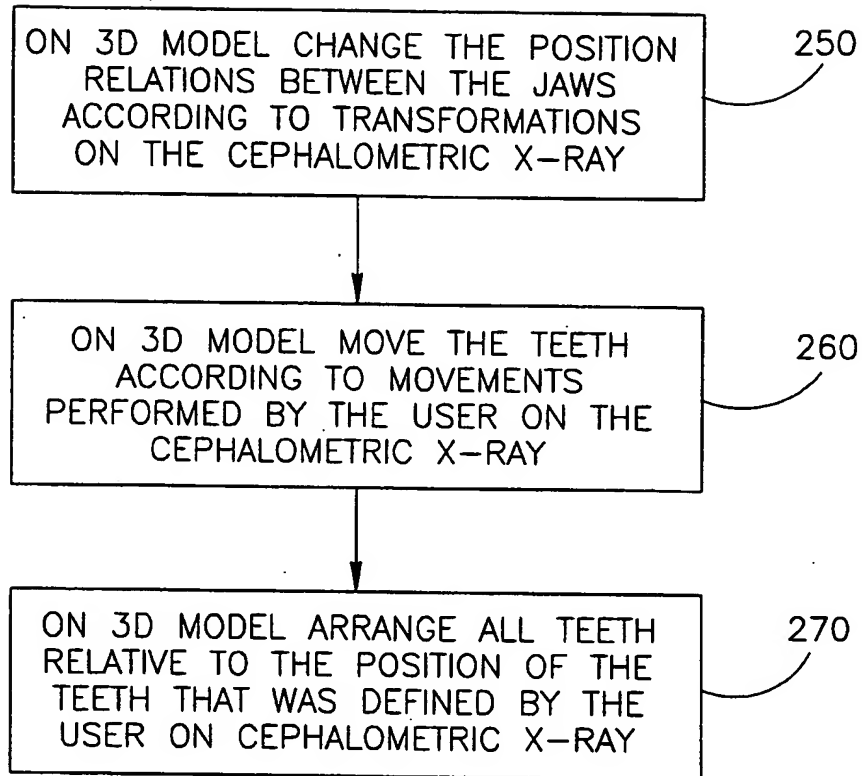 ON 3D MODEL CHANGE THE POSITION
RELATIONS BETWEEN THE JAWS
ACCORDING TO TRANSFORMATIONS
ON THE CEPHALOMETRIC X-RAY
250
ON 3D MODEL MOVE THE TEETH
ACCORDING TO MOVEMENTS
PERFORMED BY THE USER ON THE
CEPHALOMETRIC X-RAY
260
ON 3D MODEL ARRANGE ALL TEETH
RELATIVE TO THE POSITION OF THE
TEETH THAT WAS DEFINED BY THE
USER ON CEPHALOMETRIC X-RAY
270